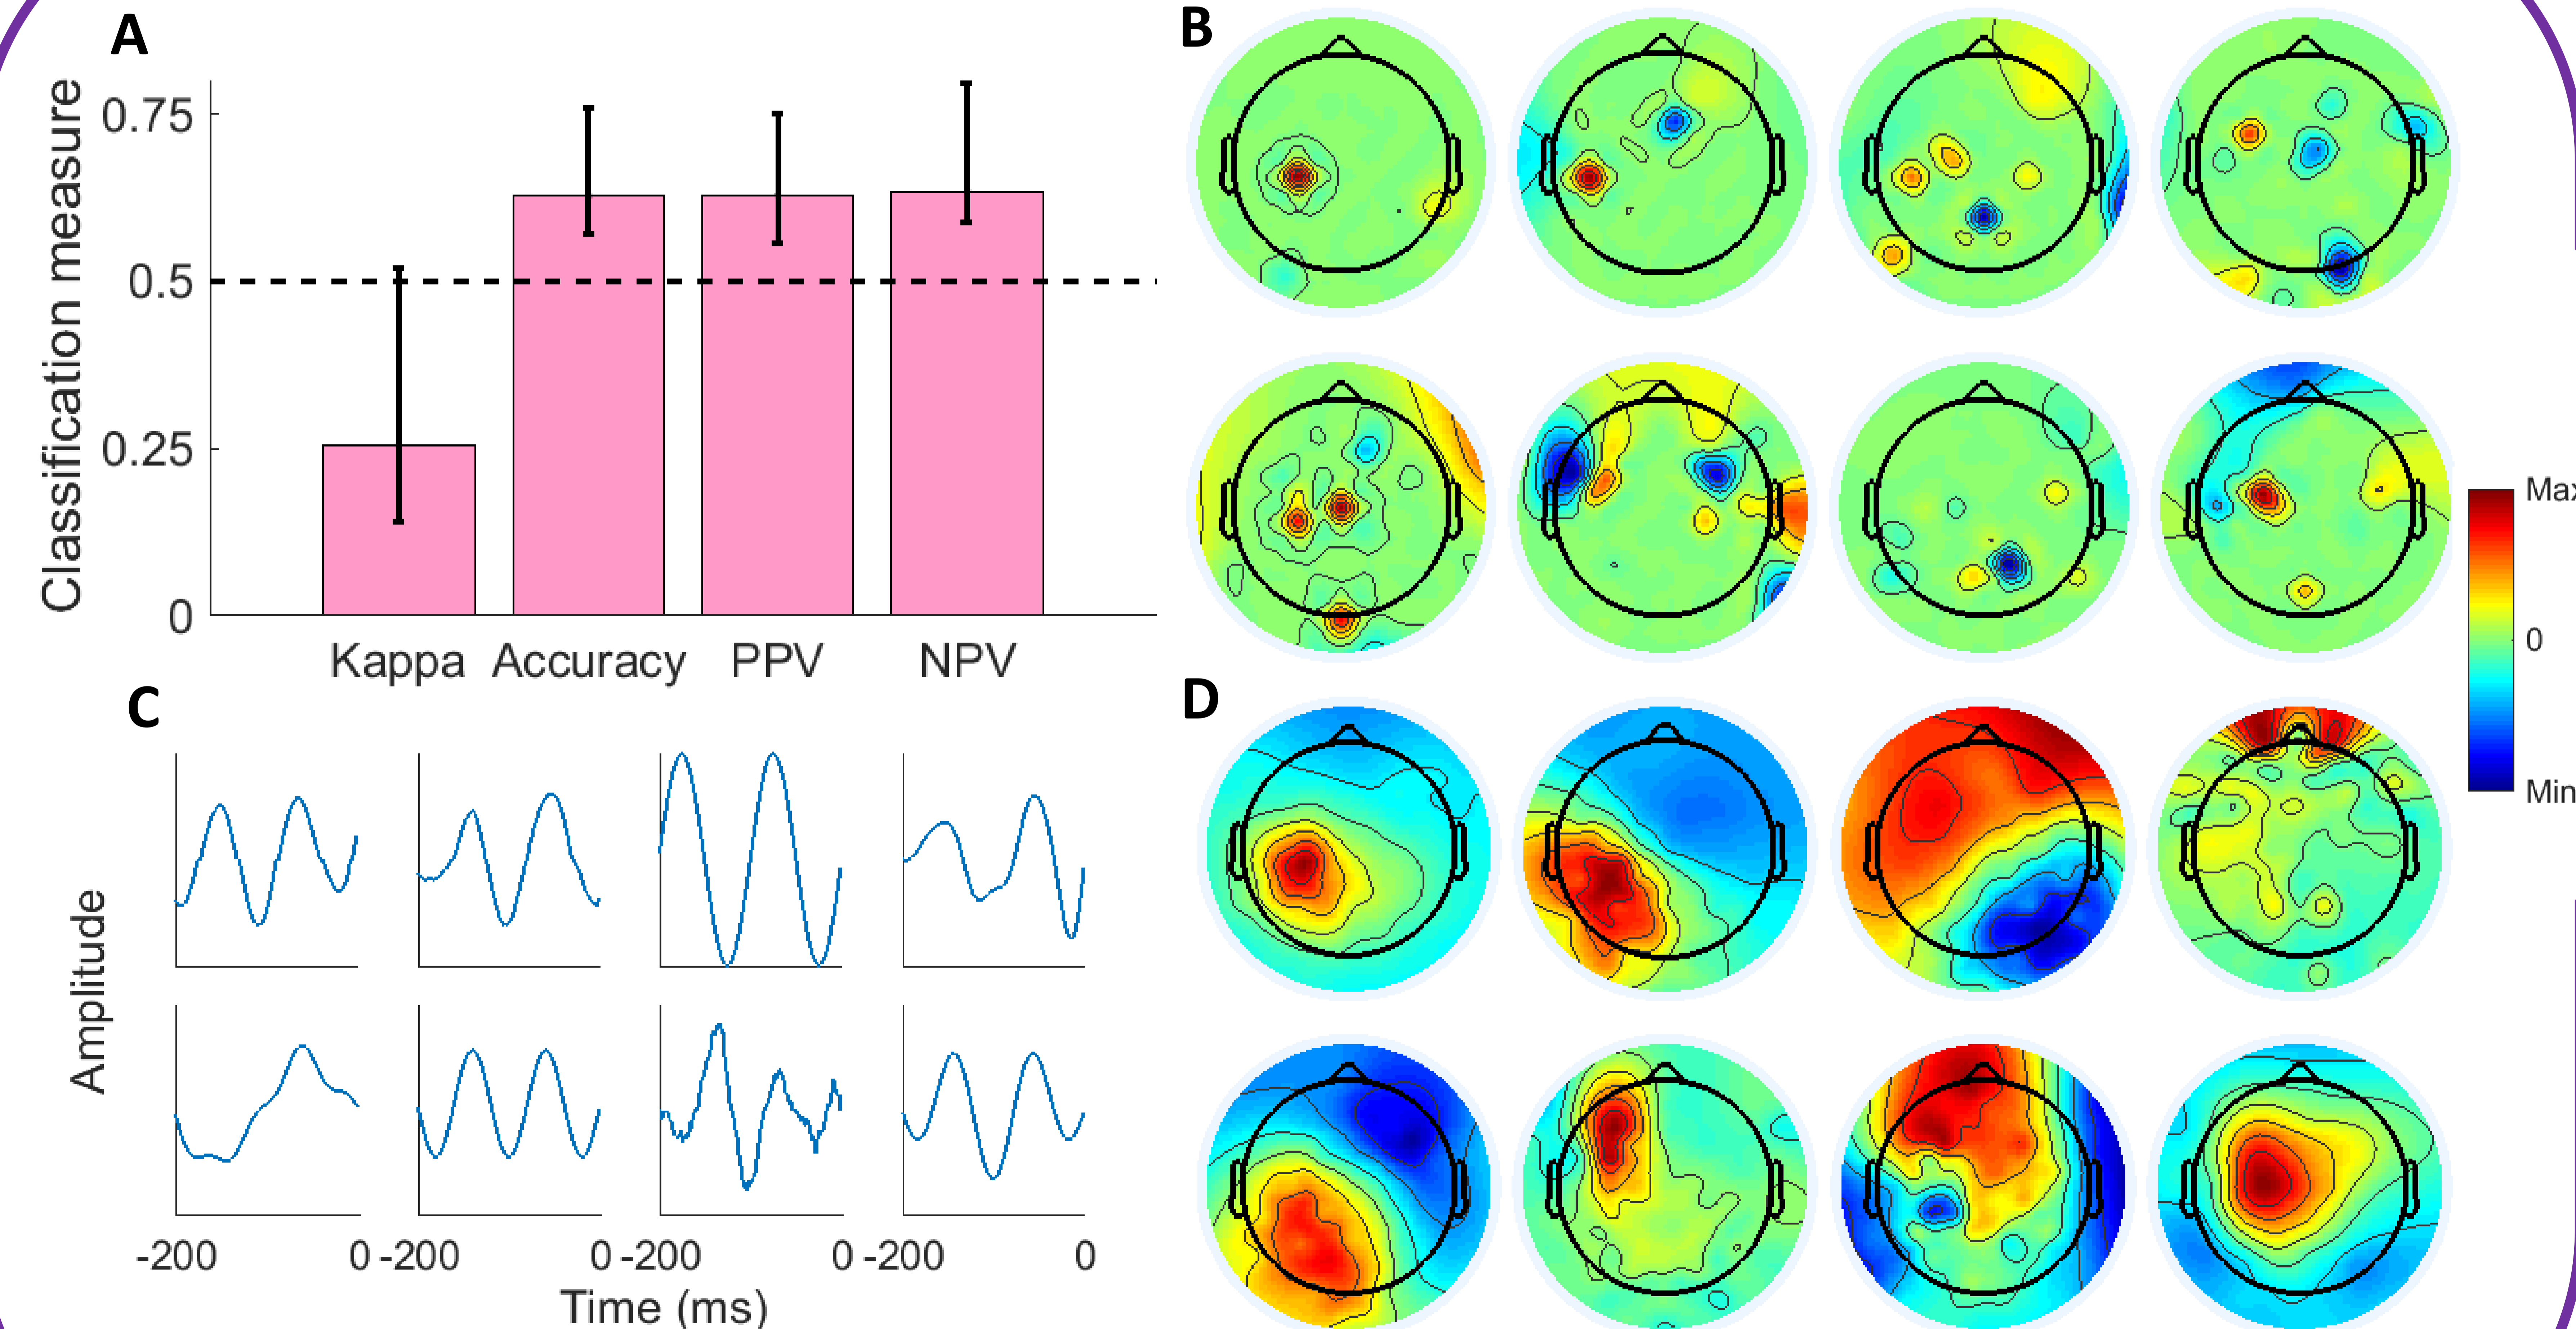 A
B
Classification measure
0.75
0.5
0.25
0
Kappa Accuracy PPV NPV
Max
0
Min
C
D
Amplitude
-200 0 -200 0 -200 0 -200 0
Time (ms)